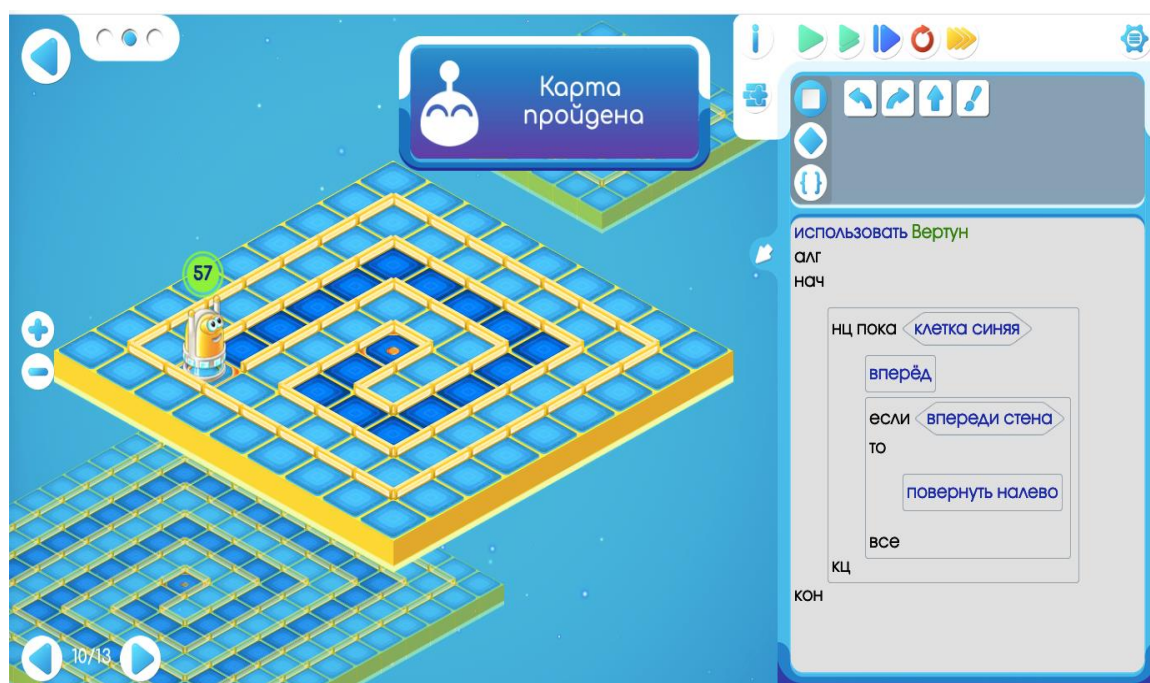 Карта
пройдена
57
10/13
использовать Вертун
алг
нач
нц пока клетка синяя
вперёд
если впереди стена
то
повернуть налево
все
кц
кон